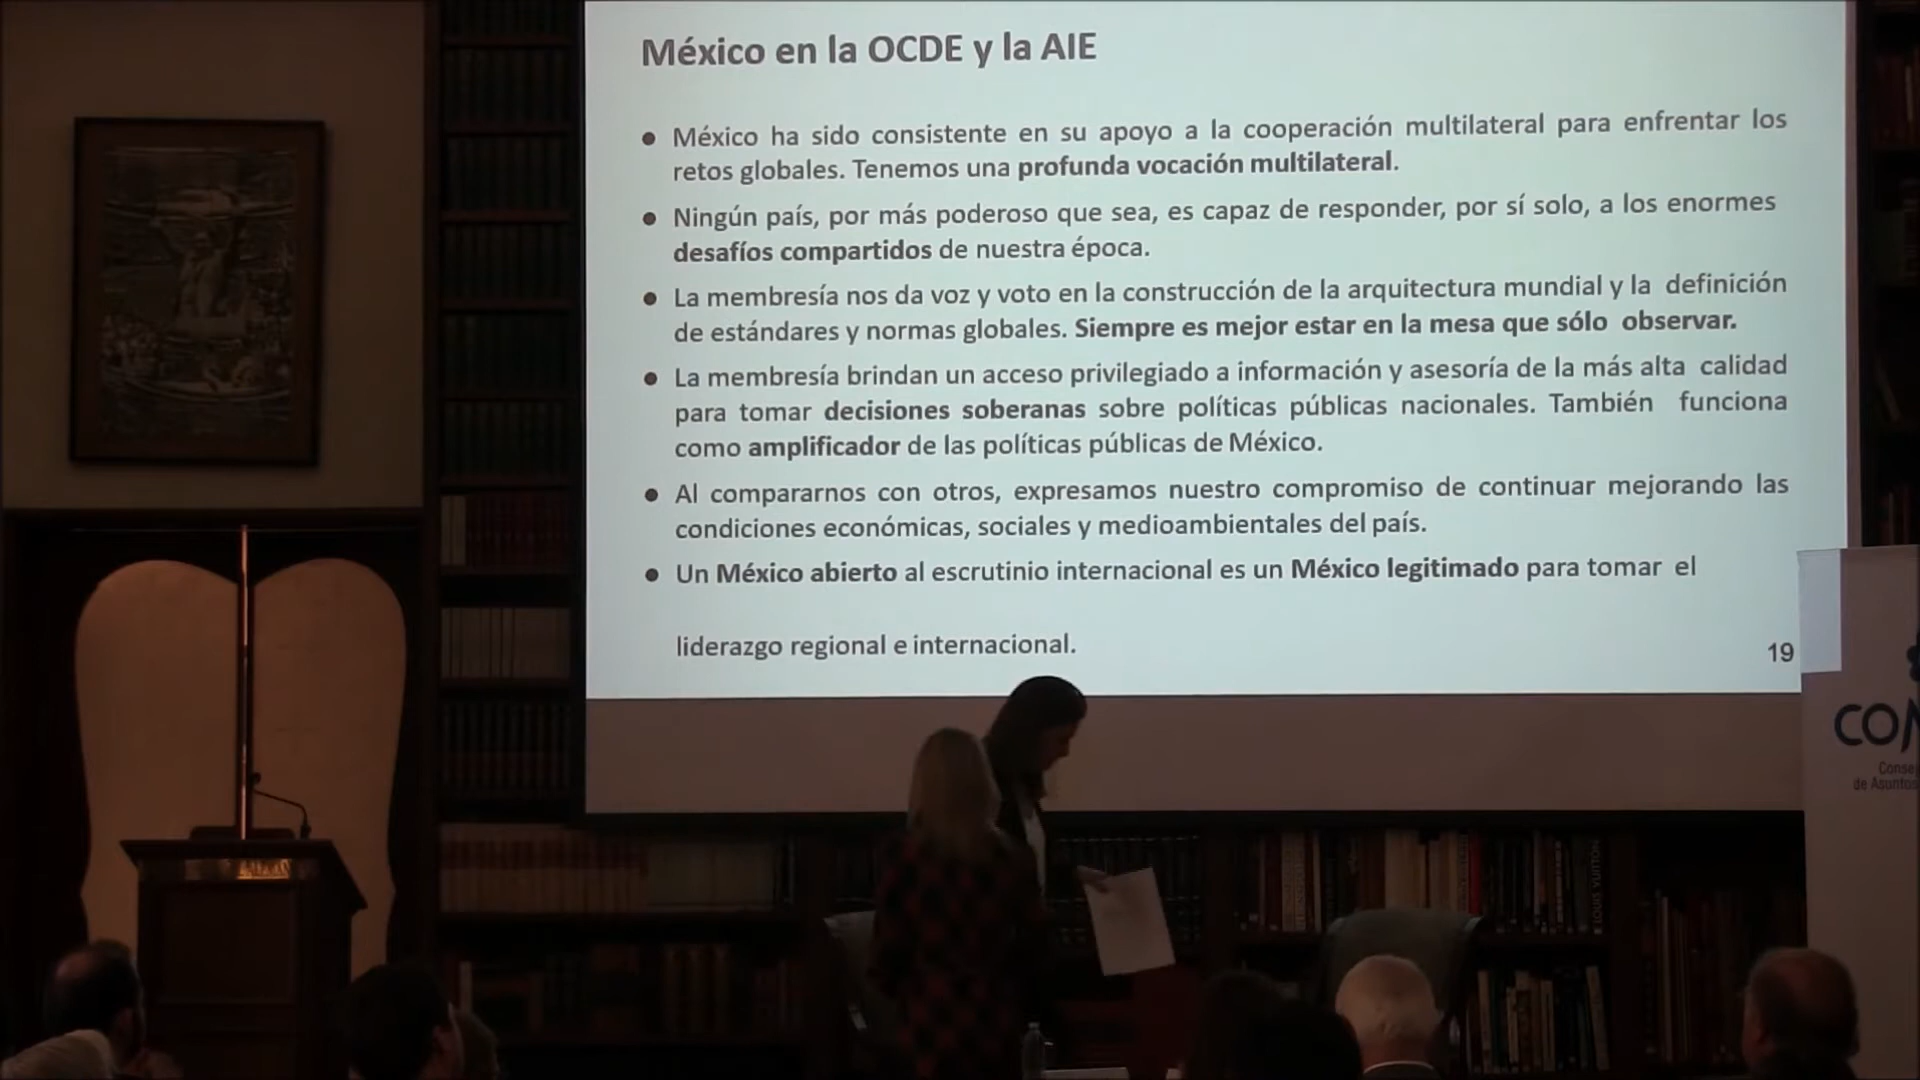 México en la OCDE y la AIE
● México ha sido consistente en su apoyo a la cooperación multilateral para enfrentar los
retos globales. Tenemos una profunda vocación multilateral.
● Ningún país, por más poderoso que sea, es capaz de responder, por sí solo, a los enormes
desafíos compartidos de nuestra época.
● La membresía nos da voz y voto en la construcción de la arquitectura mundial y la definición
de estándares y normas globales. Siempre es mejor estar en la mesa que sólo observar.
● La membresía brindan un acceso privilegiado a información y asesoría de la más alta calidad
para tomar decisiones soberanas sobre políticas públicas nacionales. También funciona
como amplificador de las políticas públicas de México.
● Al compararnos con otros, expresamos nuestro compromiso de continuar mejorando las
condiciones económicas, sociales y medioambientales del país.
● Un México abierto al escrutinio internacional es un México legitimado para tomar el
liderazgo regional e internacional.
19
CO
Conse
de Asuntos
LOUIS VUITTON